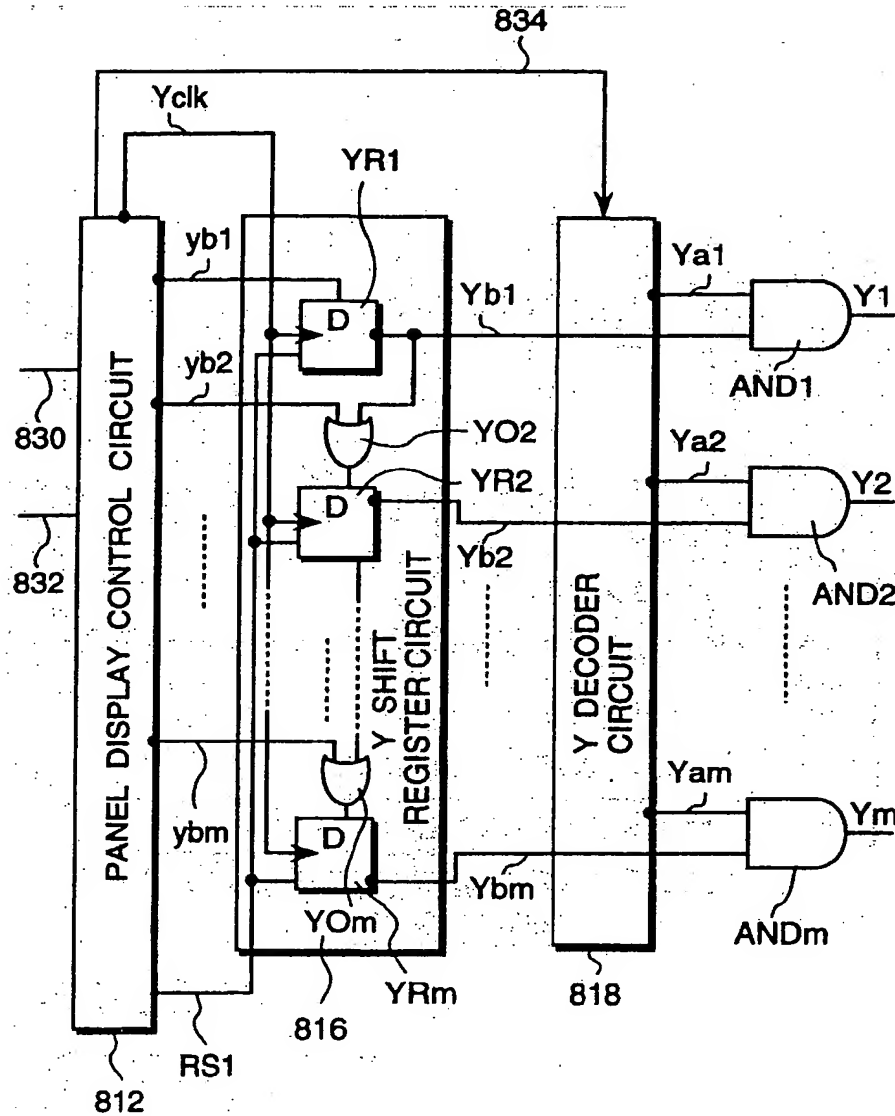 834
Yclk
YR1
yb1
Ya1
Y1
D
Yb1
yb2
AND1
830
YO2
Ya2
Y2
YR2
D
832
Yb2
AND2
PANEL DISPLAY CONTROL CIRCUIT
Y SHIFT
REGISTER CIRCUIT
Y DECODER
CIRCUIT
Yam
Ym
ybm
D
Ybm
YOm
ANDm
YRm
818
816
RS1
812